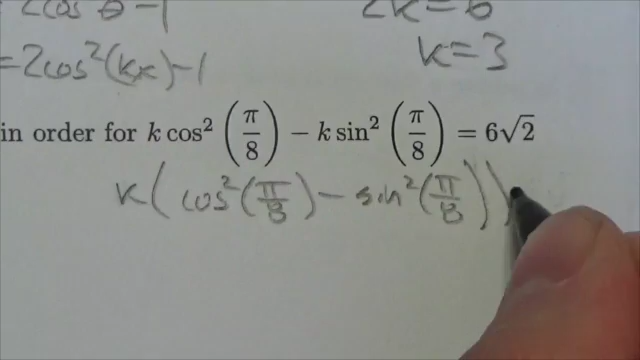 2cos θ − 1
2k = 6
= 2cos²(kx) − 1
k = 3
in order for k cos² (π/8) − k sin² (π/8) = 6√2
k(cos²(π/8) − sin²(π/8))